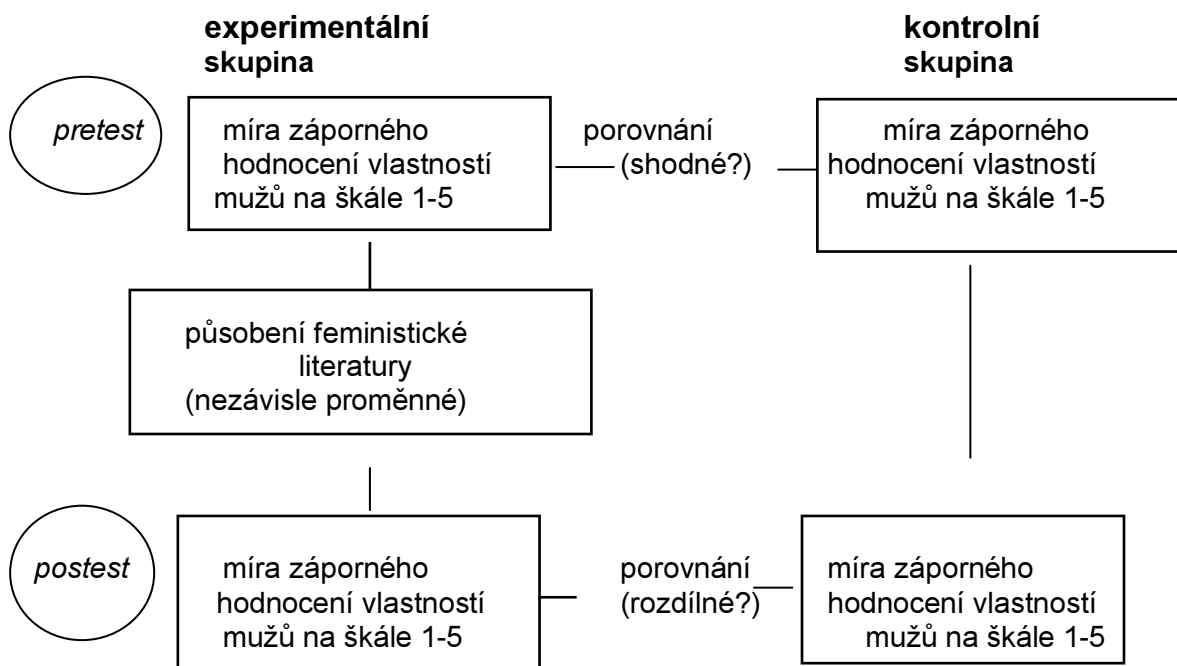 experimentální
skupina
kontrolní
skupina
pretest
míra záporného
hodnocení vlastností
mužů na škále 1-5
porovnání
(shodné?)
míra záporného
hodnocení vlastností
mužů na škále 1-5
působení feministické
literatury
(nezávisle proměnné)
postest
míra záporného
hodnocení vlastností
mužů na škále 1-5
porovnání
(rozdílné?)
míra záporného
hodnocení vlastností
mužů na škále 1-5